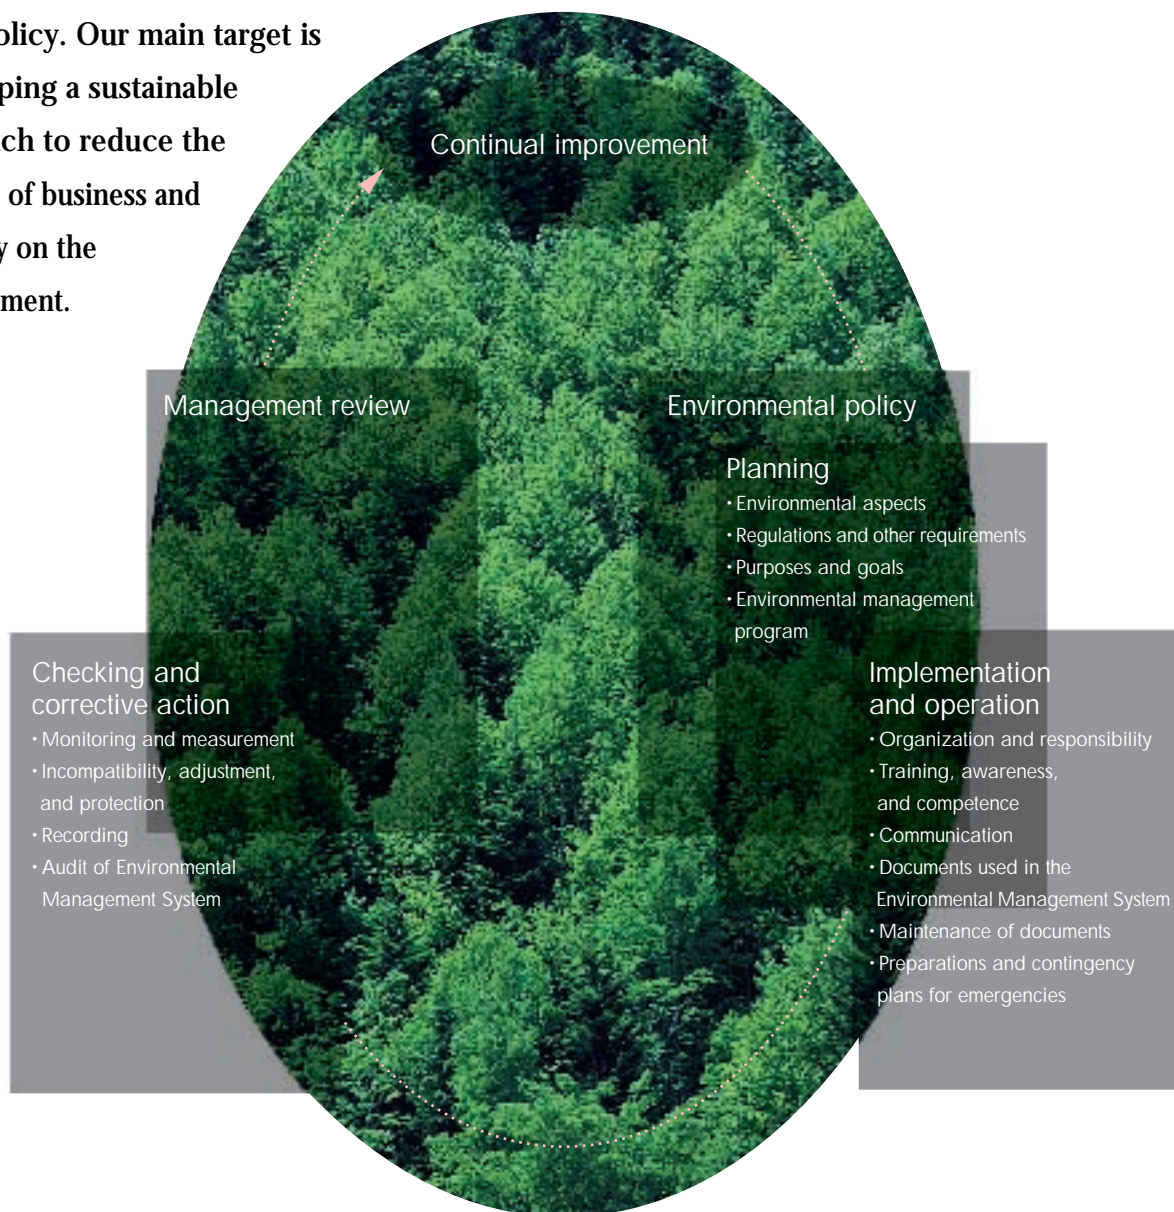 olicy. Our main target is
ping a sustainable
ch to reduce the
of business and
y on the
ment.
Continual improvement
Management review
Environmental policy
Planning
· Environmental aspects
· Regulations and other requirements
· Purposes and goals
· Environmental management
program
Checking and
corrective action
· Monitoring and measurement
· Incompatibility, adjustment,
and protection
· Recording
· Audit of Environmental
Management System
Implementation
and operation
· Organization and responsibility
· Training, awareness,
and competence
· Communication
· Documents used in the
Environmental Management System
· Maintenance of documents
· Preparations and contingency
plans for emergencies